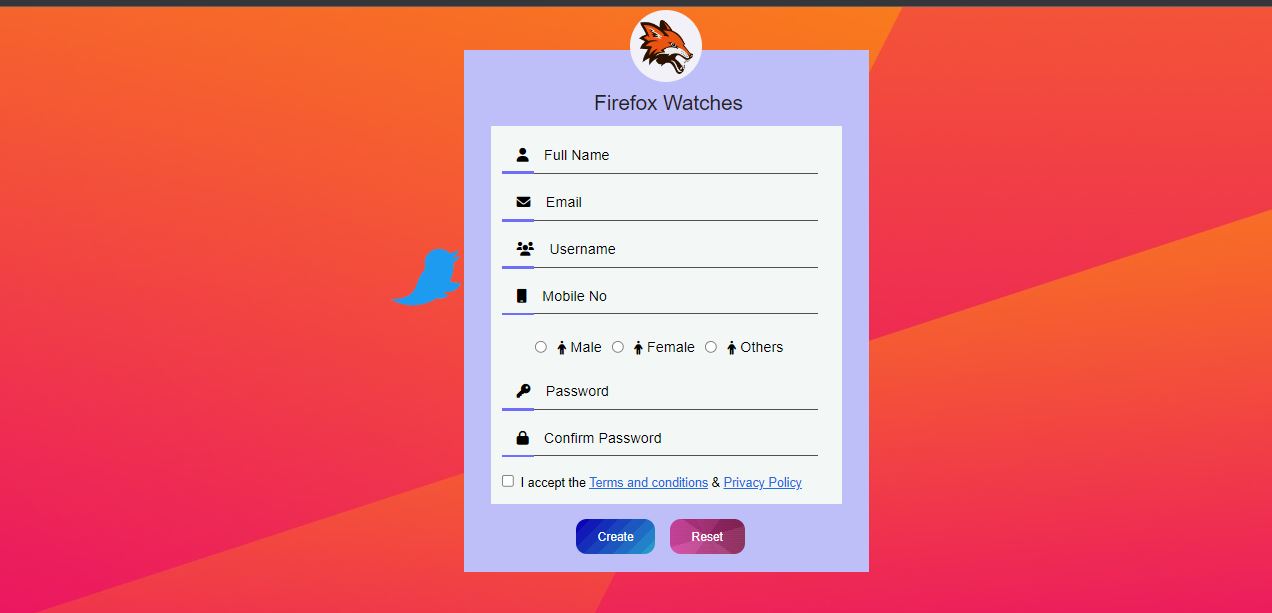 Firefox Watches
Full Name
Email
Username
Mobile No
Male Female Others
Password
Confirm Password
I accept the Terms and conditions & Privacy Policy
Create Reset